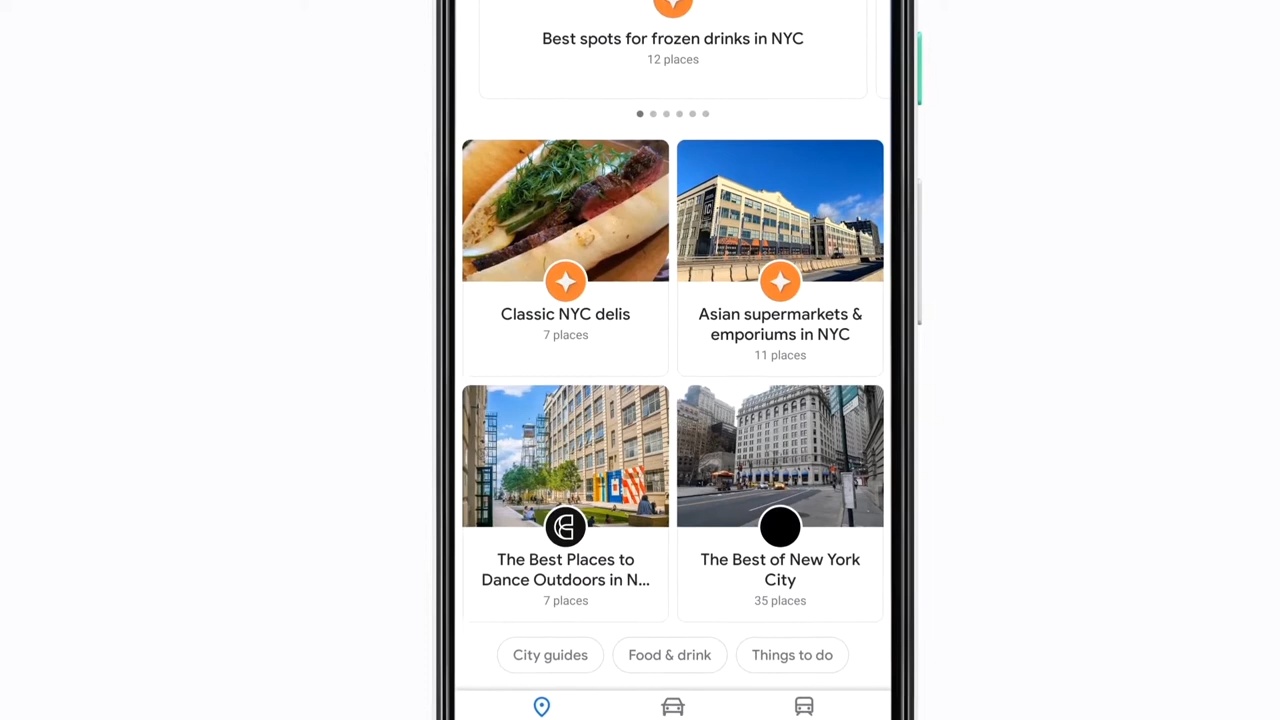 Best spots for frozen drinks in NYC
12 places
Classic NYC delis
7 places
Asian supermarkets &
emporiums in NYC
11 places
The Best Places to
Dance Outdoors in N...
7 places
The Best of New York
City
35 places
City guides
Food & drink
Things to do